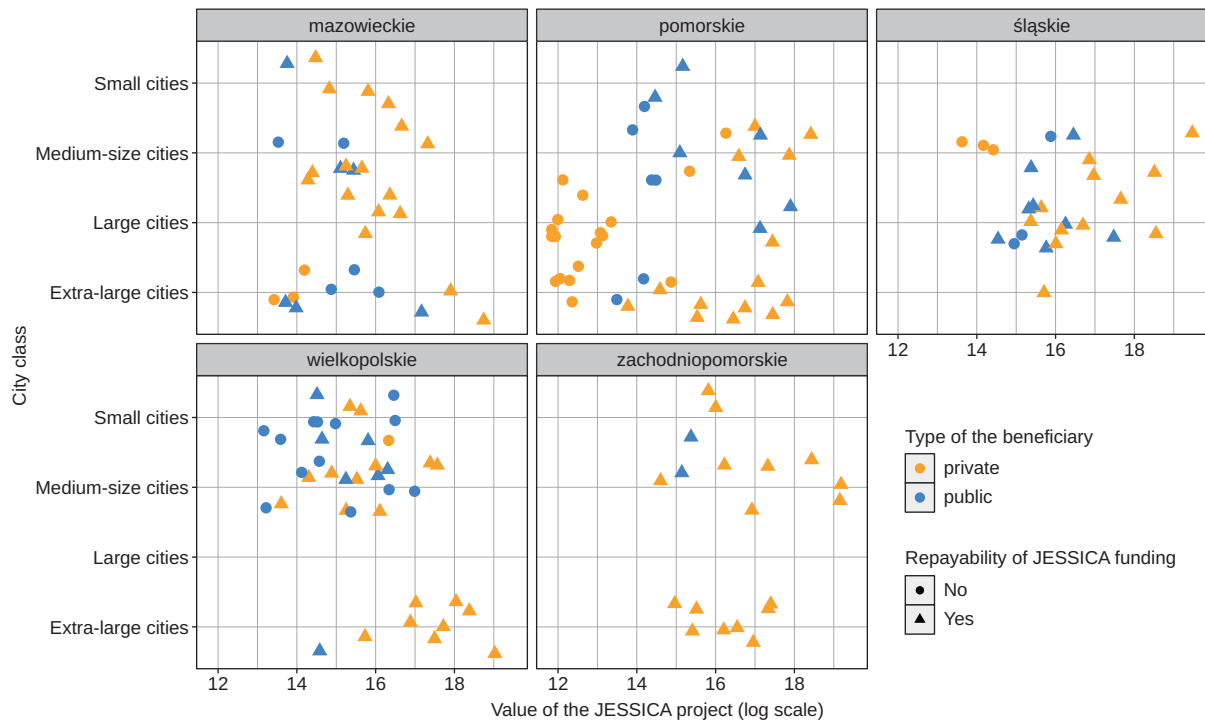 mazowieckie
pomorskie
śląskie
Small cities
Medium-size cities
Large cities
Extra-large cities
12 14 16 18
wielkopolskie
zachodniopomorskie
City class
Small cities
Medium-size cities
Large cities
Extra-large cities
12 14 16 18
12 14 16 18
Value of the JESSICA project (log scale)
Type of the beneficiary
private
public
Repayability of JESSICA funding
No
Yes